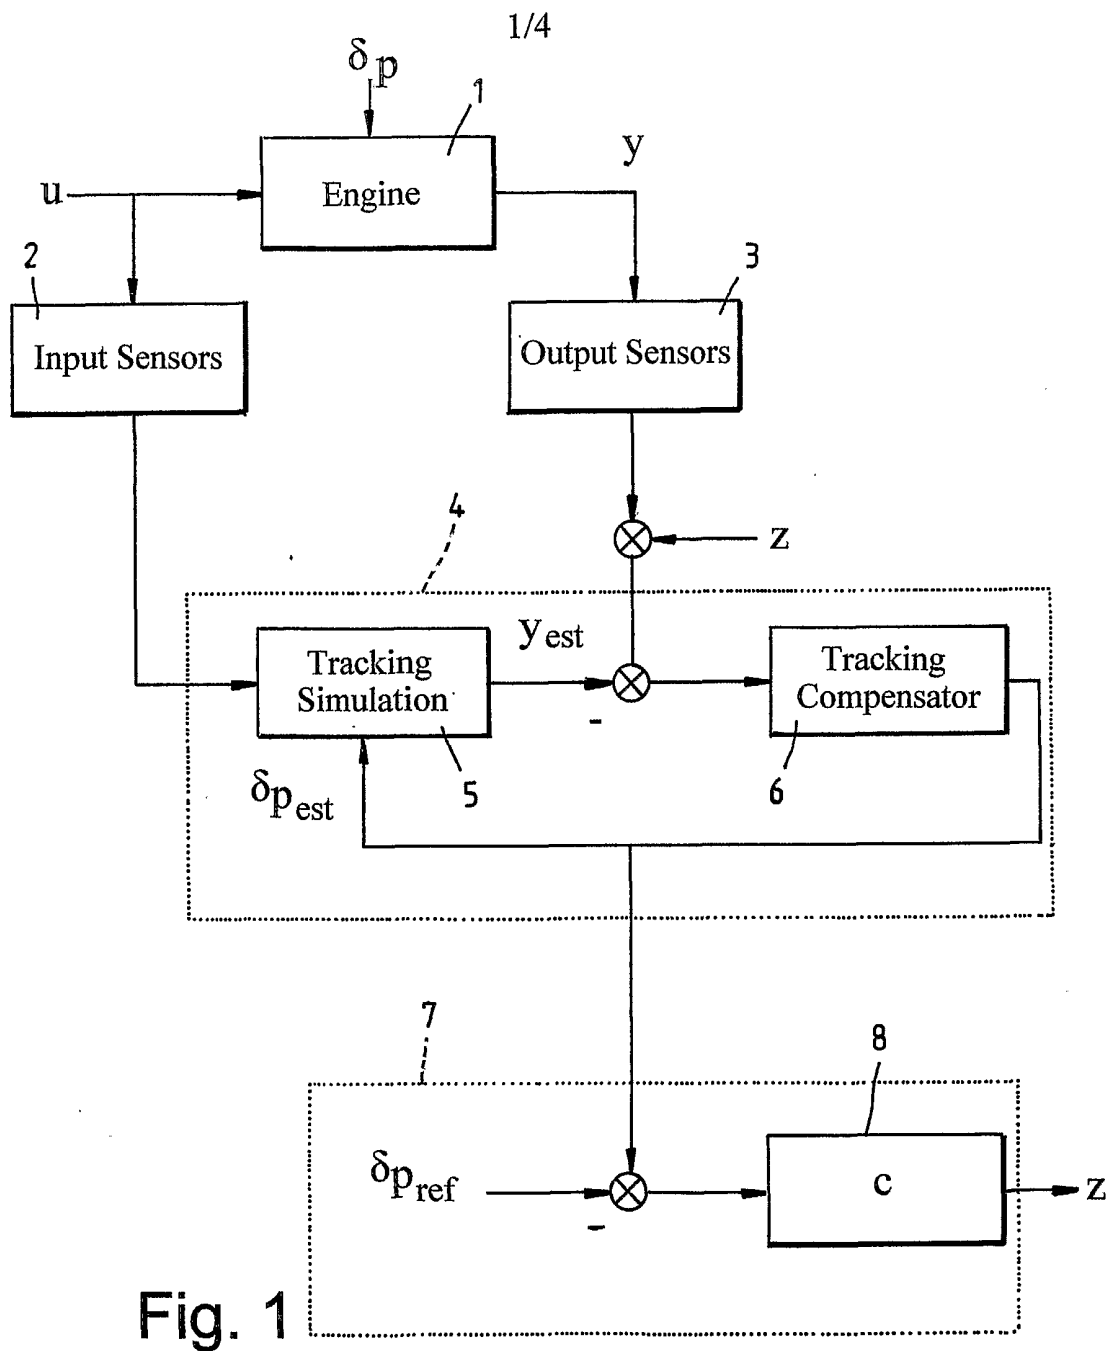 1/4
δp
1
y
u
Engine
2
3
Input Sensors
Output Sensors
4
z
yest
Tracking
Simulation
Tracking
Compensator
-
δpest
5
6
7
8
δpref
c
z
-
Fig. 1